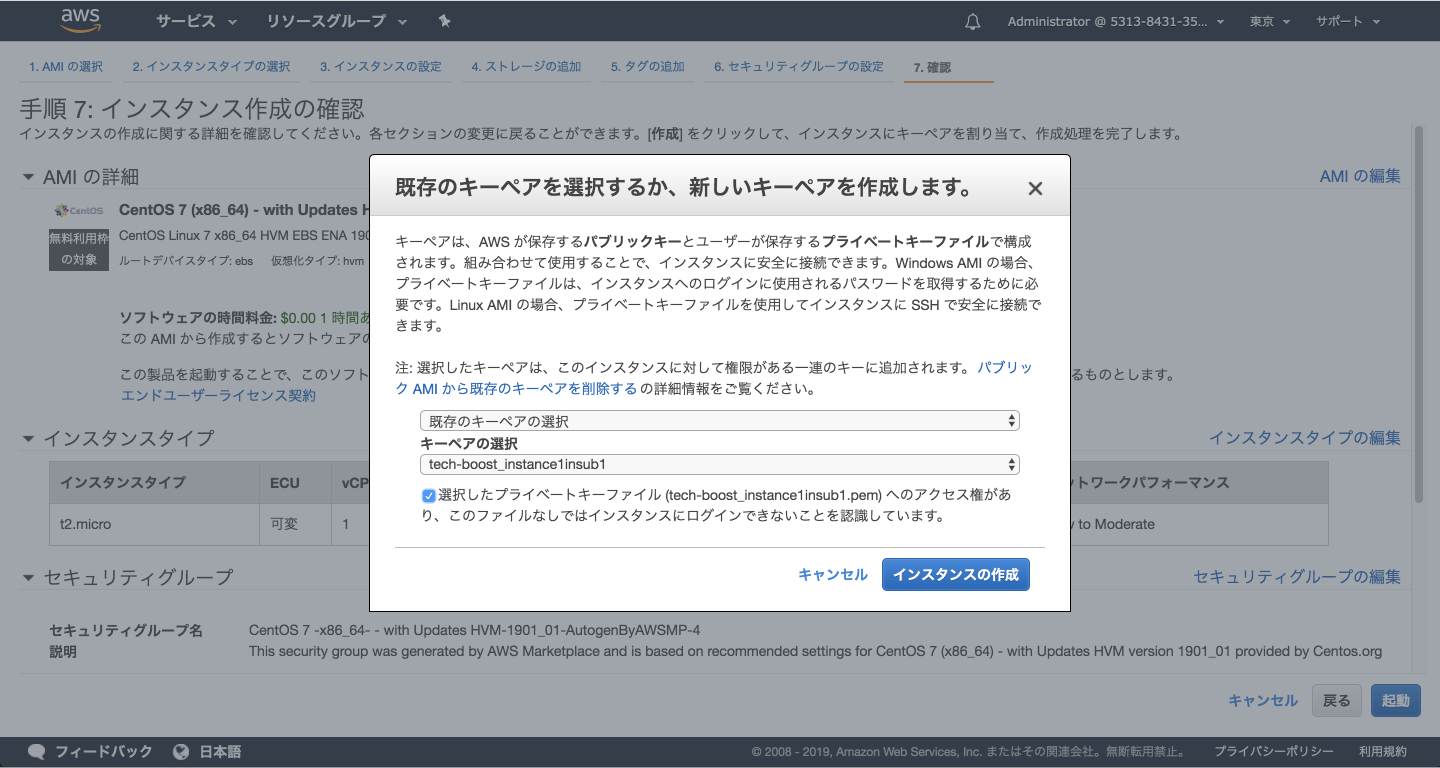 aws サービス リソースグループ Administrator @ 5313-8431-35... 東京 サポート
1. AMI の選択 2. インスタンスタイプの選択 3. インスタンスの設定 4. ストレージの追加 5. タグの追加 6. セキュリティグループの設定 7. 確認
手順 7: インスタンス作成の確認
インスタンスの作成に関する詳細を確認してください。各セクションの変更に戻ることができます。[作成] をクリックして、インスタンスにキーペアを割り当て、作成処理を完了します。
AMI の詳細 AMI の編集
CentOS
CentOS 7 (x86_64) - with Updates
無料利用枠の対象
CentOS Linux 7 x86_64 HVM EBS ENA 190
ルートデバイスタイプ: ebs 仮想化タイプ: hvm
ソフトウェアの時間料金: $0.00 1 時間あ
この AMI から作成するとソフトウェアの
この製品を起動することで、このソフト るものとします。
エンドユーザーライセンス契約
既存のキーペアを選択するか、新しいキーペアを作成します。
キーペアは、AWS が保存するパブリックキーとユーザーが保存するプライベートキーファイルで構成
されます。組み合わせて使用することで、インスタンスに安全に接続できます。Windows AMI の場合、
プライベートキーファイルは、インスタンスへのログインに使用されるパスワードを取得するために必
要です。Linux AMI の場合、プライベートキーファイルを使用してインスタンスに SSH で安全に接続で
きます。
注: 選択したキーペアは、このインスタンスに対して権限がある一連のキーに追加されます。 パブリッ
ク AMI から既存のキーペアを削除する の詳細情報をご覧ください。
既存のキーペアの選択
キーペアの選択
tech-boost_instance1insub1
選択したプライベートキーファイル (tech-boost_instance1insub1.pem) へのアクセス権があ
り、このファイルなしではインスタンスにログインできないことを認識しています。
キャンセル インスタンスの作成
インスタンスタイプ インスタンスタイプの編集
インスタンスタイプ ECU vCP ットワークパフォーマンス
t2.micro 可変 1 to Moderate
セキュリティグループ セキュリティグループの編集
セキュリティグループ名 CentOS 7 -x86_64- - with Updates HVM-1901_01-AutogenByAWSMP-4
説明 This security group was generated by AWS Marketplace and is based on recommended settings for CentOS 7 (x86_64) - with Updates HVM version 1901_01 provided by Centos.org
キャンセル 戻る 起動
フィードバック 日本語 © 2008 - 2019, Amazon Web Services, Inc. またはその関連会社。無断転用禁止。 プライバシーポリシー 利用規約